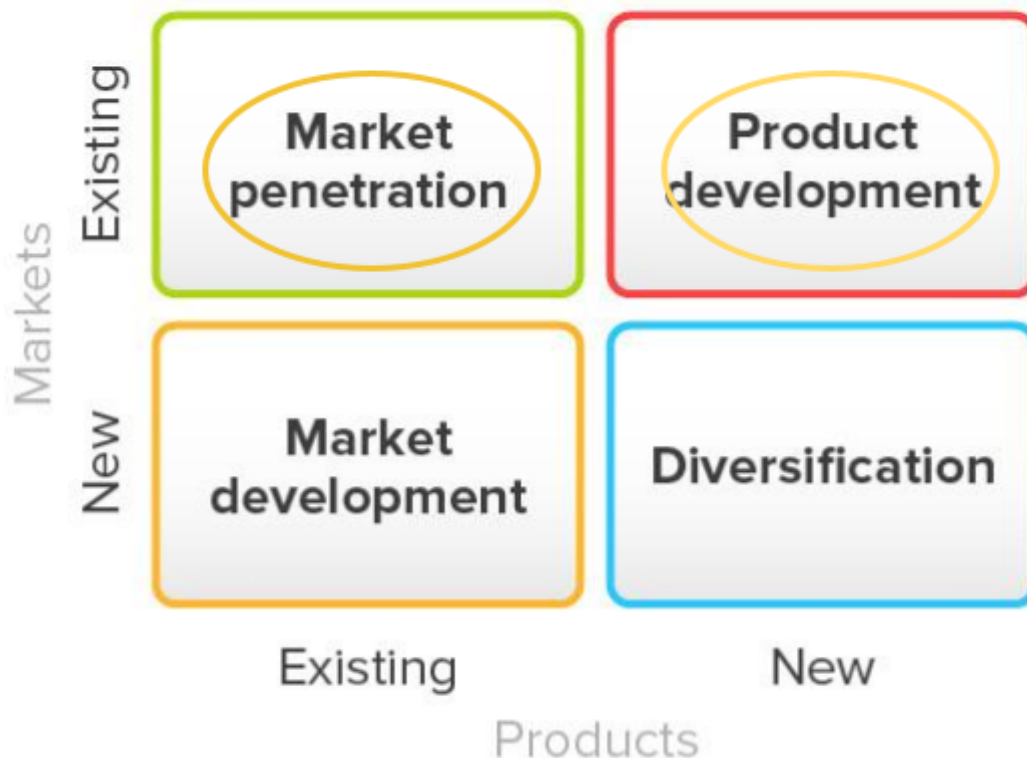 Markets
Existing
Market
penetration
Product
development
New
Market
development
Diversification
Existing
New
Products